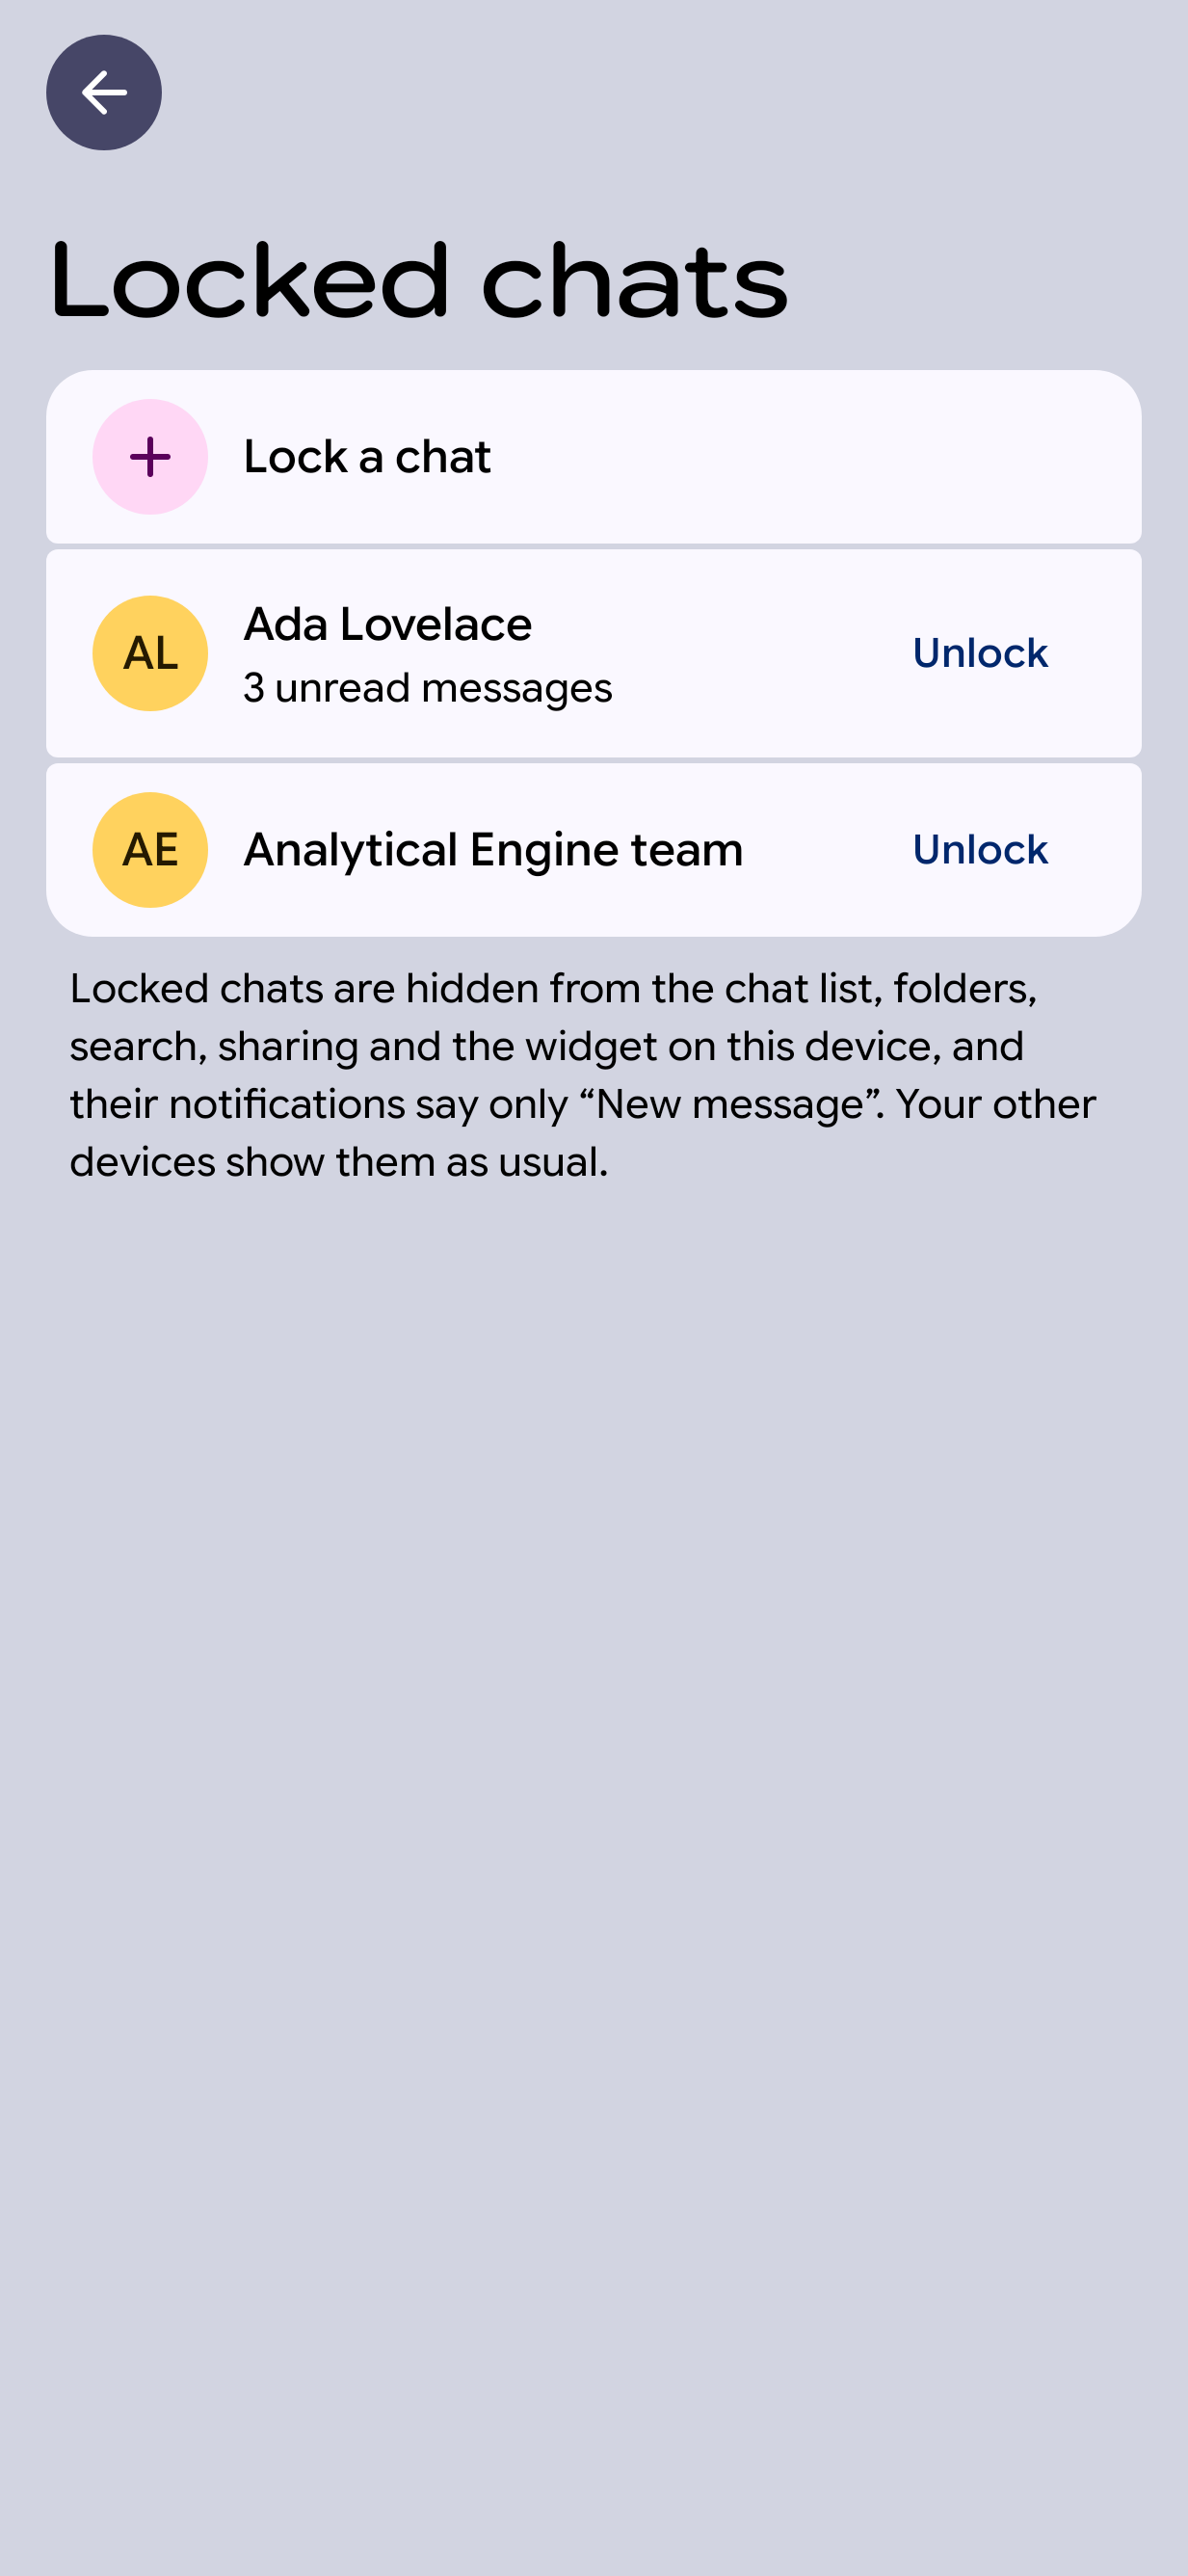 Locked chats
Lock a chat
AL
Ada Lovelace
3 unread messages
Unlock
AE
Analytical Engine team
Unlock
Locked chats are hidden from the chat list, folders,
search, sharing and the widget on this device, and
their notifications say only “New message”. Your other
devices show them as usual.